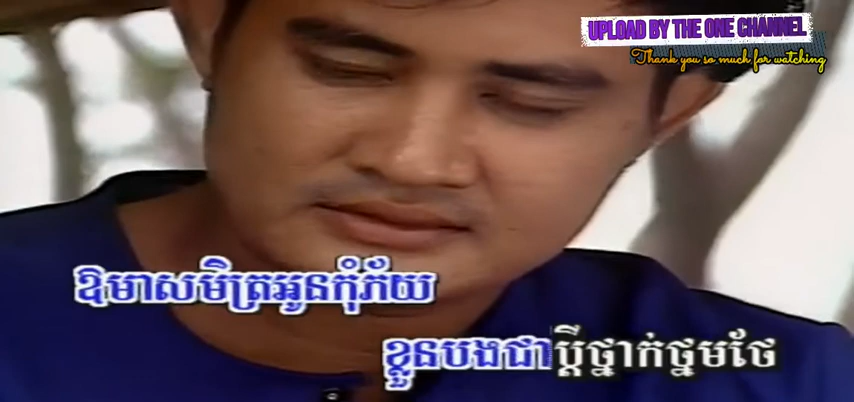 UPLOAD BY THE ONE CHANNEL
Thank you so much for watching
ឱមាសមិត្រអូនកុំភ័យ
ខ្លួនបងជាប្ដីថ្នាក់ថ្នមថែ